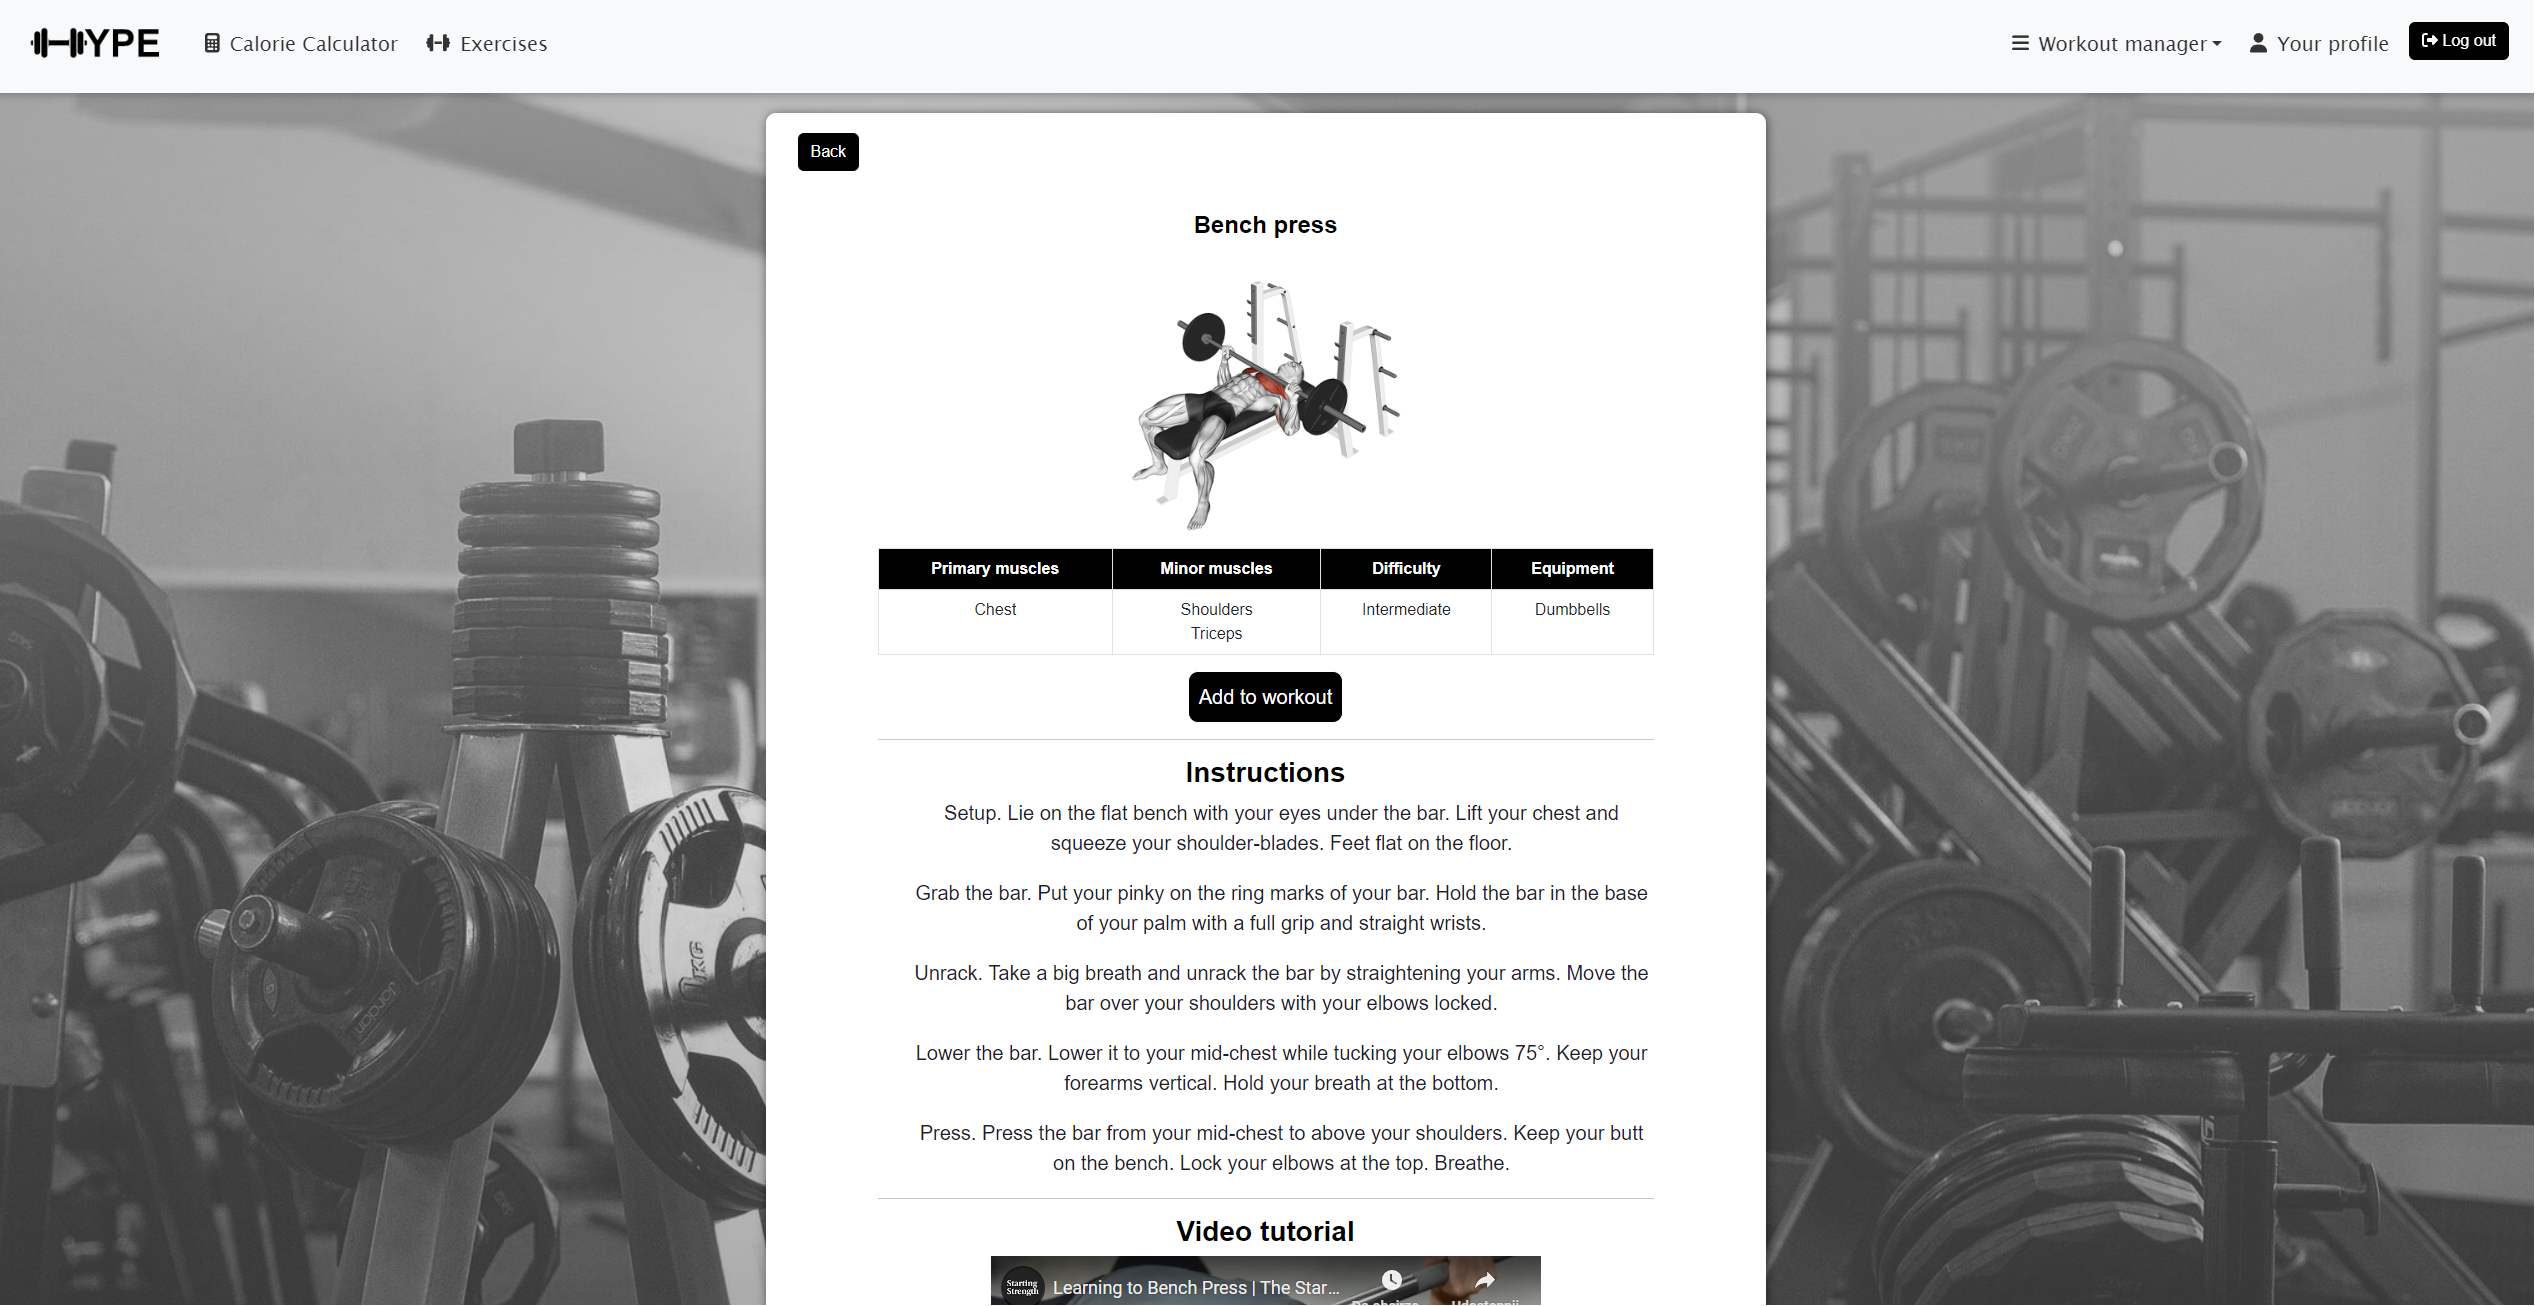 HYPE
Calorie Calculator
Exercises
Workout manager
Your profile
Log out
Back
Bench press
Primary muscles Minor muscles Difficulty Equipment
Chest Shoulders Intermediate Dumbbells
Triceps
Add to workout
Instructions
Setup. Lie on the flat bench with your eyes under the bar. Lift your chest and
squeeze your shoulder-blades. Feet flat on the floor.
Grab the bar. Put your pinky on the ring marks of your bar. Hold the bar in the base
of your palm with a full grip and straight wrists.
Unrack. Take a big breath and unrack the bar by straightening your arms. Move the
bar over your shoulders with your elbows locked.
Lower the bar. Lower it to your mid-chest while tucking your elbows 75°. Keep your
forearms vertical. Hold your breath at the bottom.
Press. Press the bar from your mid-chest to above your shoulders. Keep your butt
on the bench. Lock your elbows at the top. Breathe.
Video tutorial
Starting
Strength
Learning to Bench Press | The Star...
Jordan